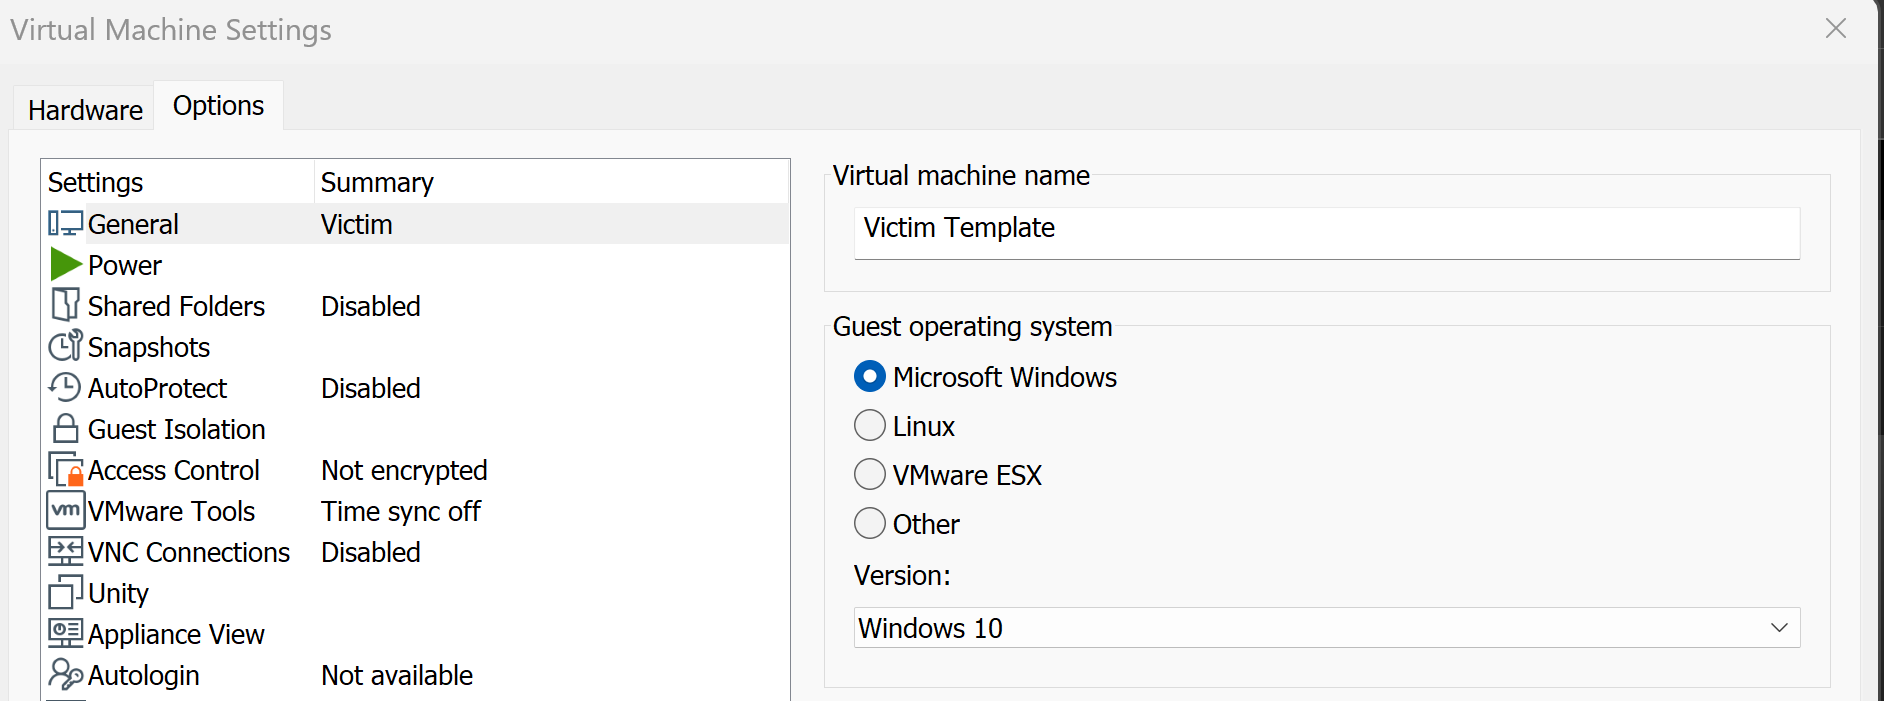 Virtual Machine Settings
Hardware Options
Settings Summary
General Victim
Power
Shared Folders Disabled
Snapshots
AutoProtect Disabled
Guest Isolation
Access Control Not encrypted
vm VMware Tools Time sync off
VNC Connections Disabled
Unity
Appliance View
Autologin Not available
Virtual machine name
Victim Template
Guest operating system
Microsoft Windows
Linux
VMware ESX
Other
Version:
Windows 10